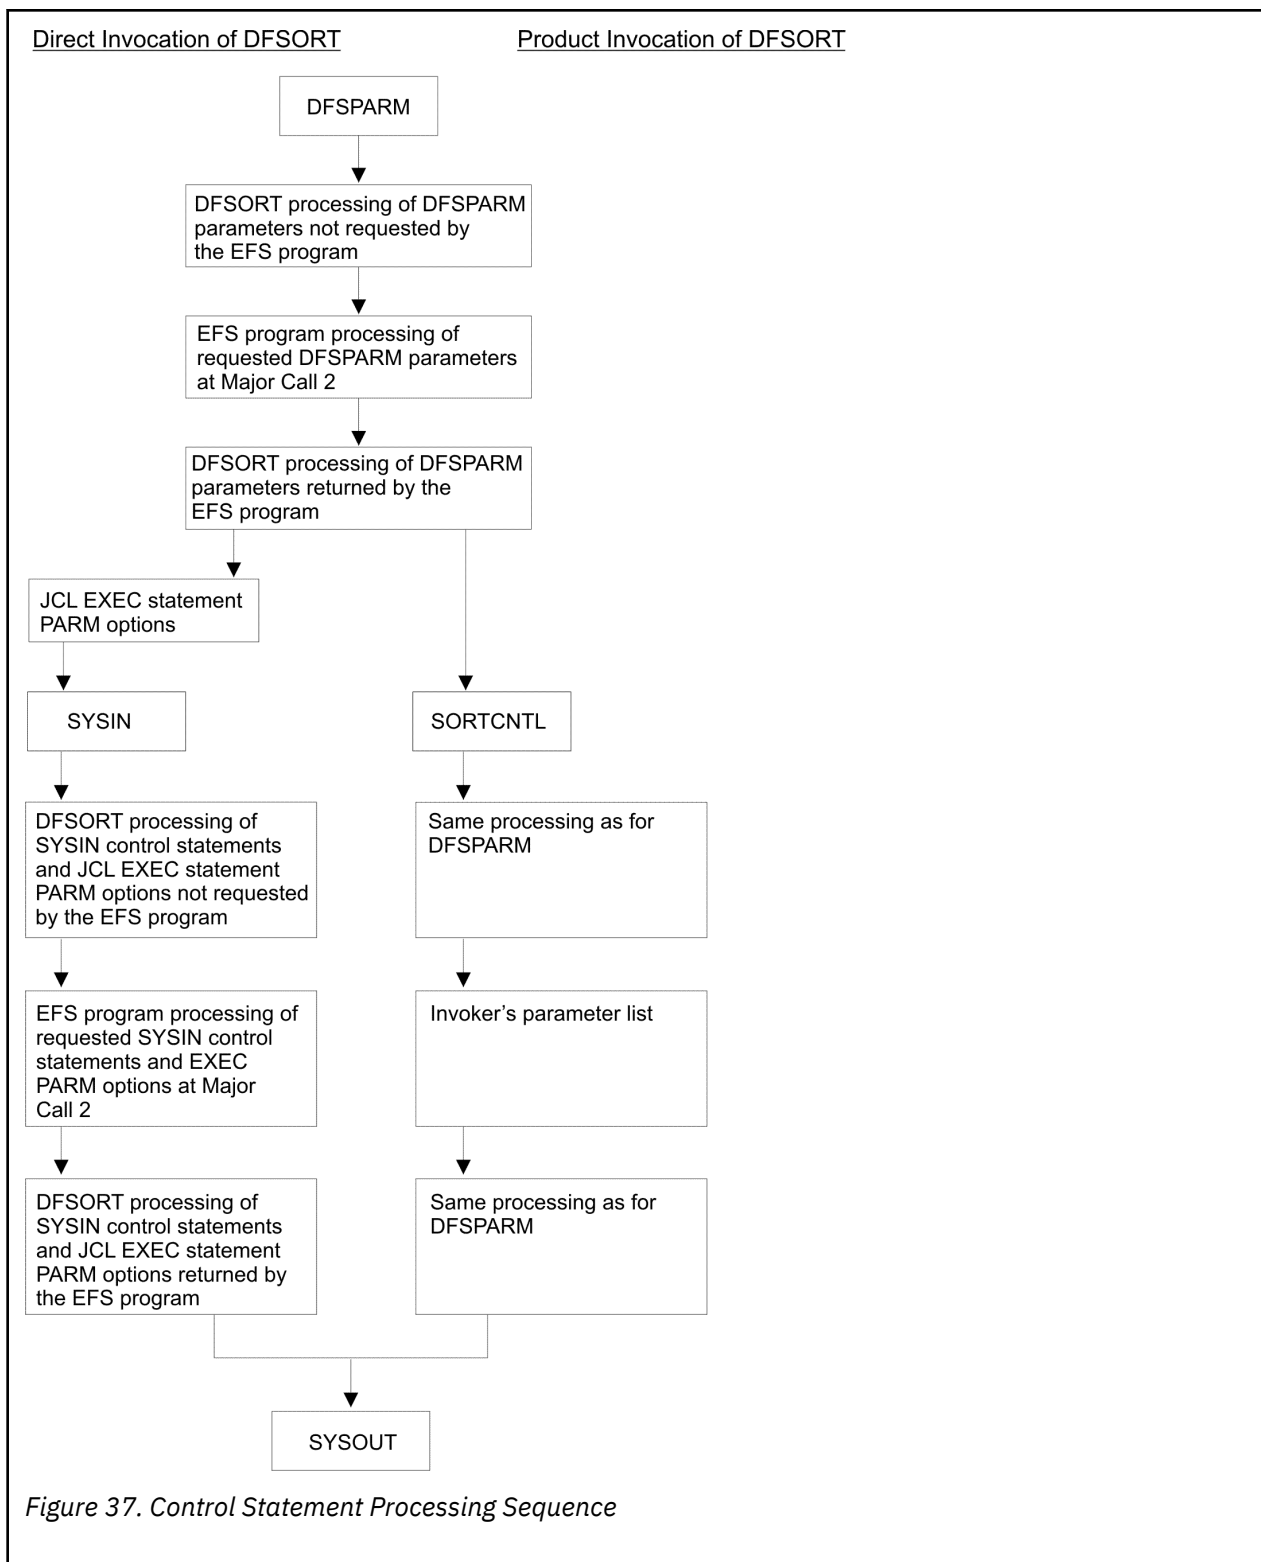 Direct Invocation of DFSORT
Product Invocation of DFSORT
DFSPARM
DFSORT processing of DFSPARM
parameters not requested by
the EFS program
EFS program processing of
requested DFSPARM parameters
at Major Call 2
DFSORT processing of DFSPARM
parameters returned by the
EFS program
JCL EXEC statement
PARM options
SYSIN
DFSORT processing of
SYSIN control statements
and JCL EXEC statement
PARM options not requested
by the EFS program
EFS program processing of
requested SYSIN control
statements and EXEC
PARM options at Major
Call 2
DFSORT processing of
SYSIN control statements
and JCL EXEC statement
PARM options returned by
the EFS program
SORTCNTL
Same processing as for
DFSPARM
Invoker’s parameter list
Same processing as for
DFSPARM
SYSOUT
Figure 37. Control Statement Processing Sequence